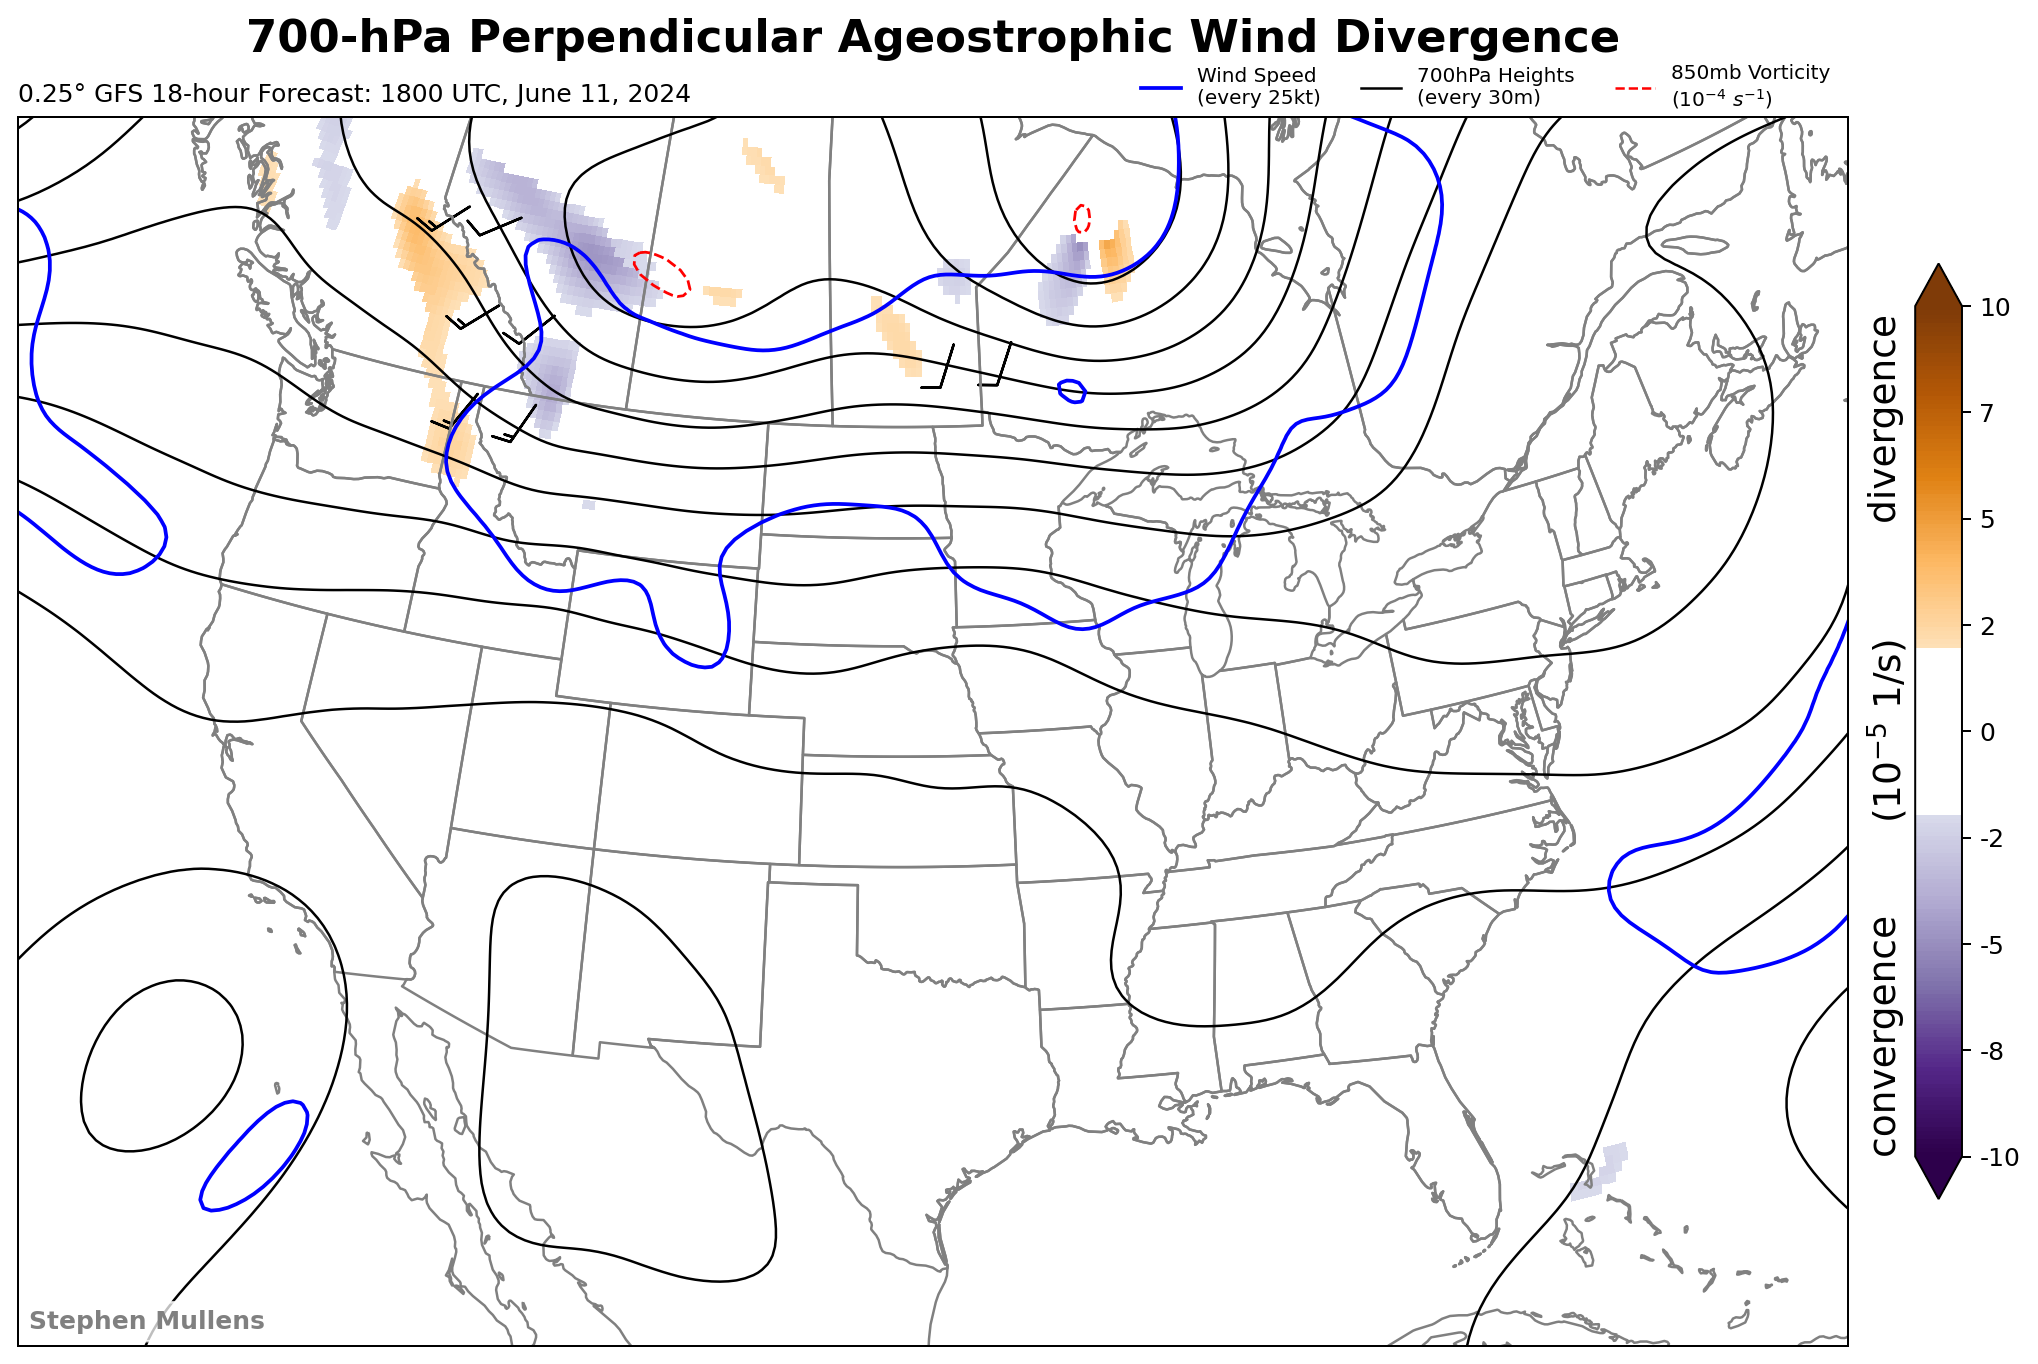 700-hPa Perpendicular Ageostrophic Wind Divergence
0.25° GFS 18-hour Forecast: 1800 UTC, June 11, 2024
Wind Speed
(every 25kt)
700hPa Heights
(every 30m)
850mb Vorticity
(10⁻⁴ s⁻¹)
10
7
5
2
0
-2
-5
-8
-10
convergence (10⁻⁵ 1/s) divergence
Stephen Mullens